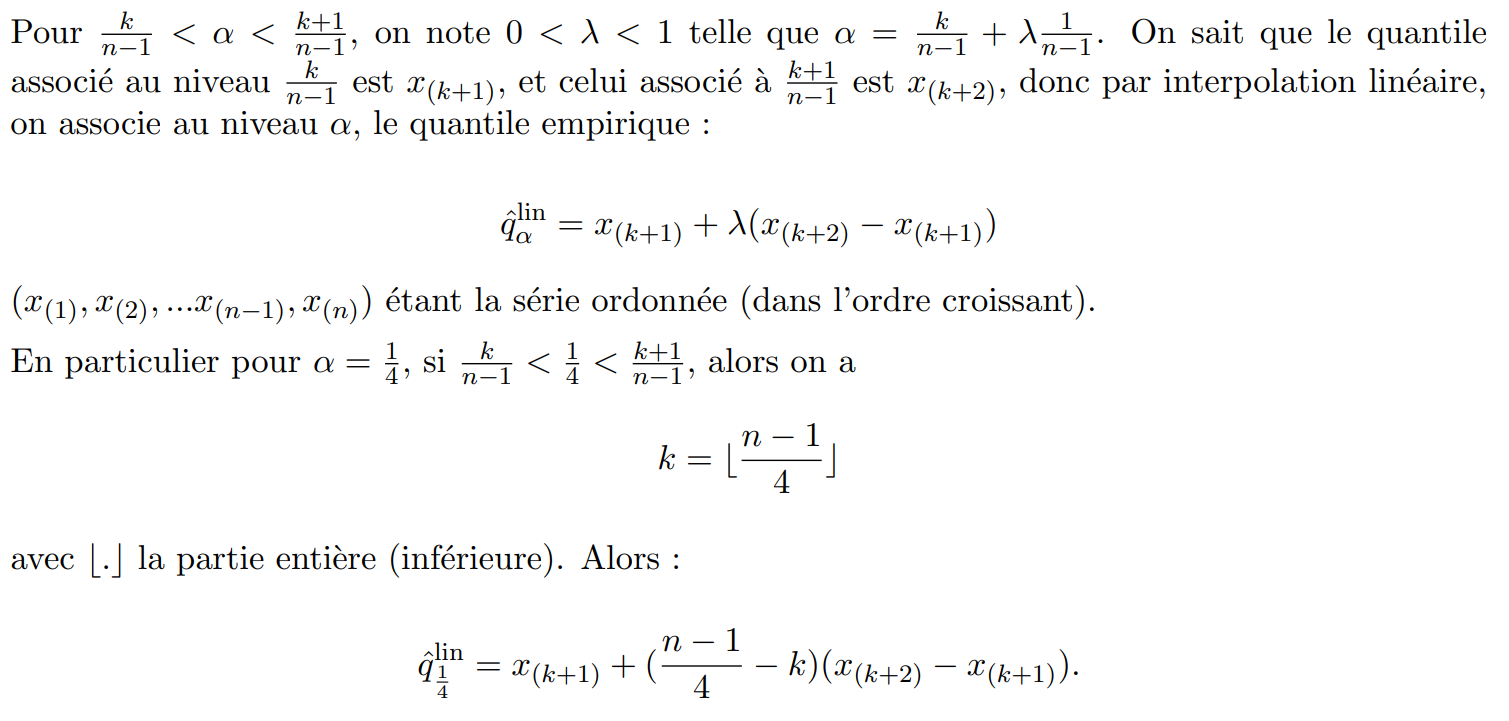 Pour $\frac{k}{n-1} < \alpha < \frac{k+1}{n-1}$, on note $0 < \lambda < 1$ telle que $\alpha = \frac{k}{n-1} + \lambda\frac{1}{n-1}$. On sait que le quantile
associé au niveau $\frac{k}{n-1}$ est $x_{(k+1)}$, et celui associé à $\frac{k+1}{n-1}$ est $x_{(k+2)}$, donc par interpolation linéaire,
on associe au niveau $\alpha$, le quantile empirique :
$\hat{q}_{\alpha}^{\text{lin}} = x_{(k+1)} + \lambda(x_{(k+2)} - x_{(k+1)})$
$(x_{(1)}, x_{(2)}, ...x_{(n-1)}, x_{(n)})$ étant la série ordonnée (dans l'ordre croissant).
En particulier pour $\alpha = \frac{1}{4}$, si $\frac{k}{n-1} < \frac{1}{4} < \frac{k+1}{n-1}$, alors on a
$k = \lfloor \frac{n-1}{4} \rfloor$
avec $\lfloor . \rfloor$ la partie entière (inférieure). Alors :
$\hat{q}_{\frac{1}{4}}^{\text{lin}} = x_{(k+1)} + (\frac{n-1}{4} - k)(x_{(k+2)} - x_{(k+1)}).$